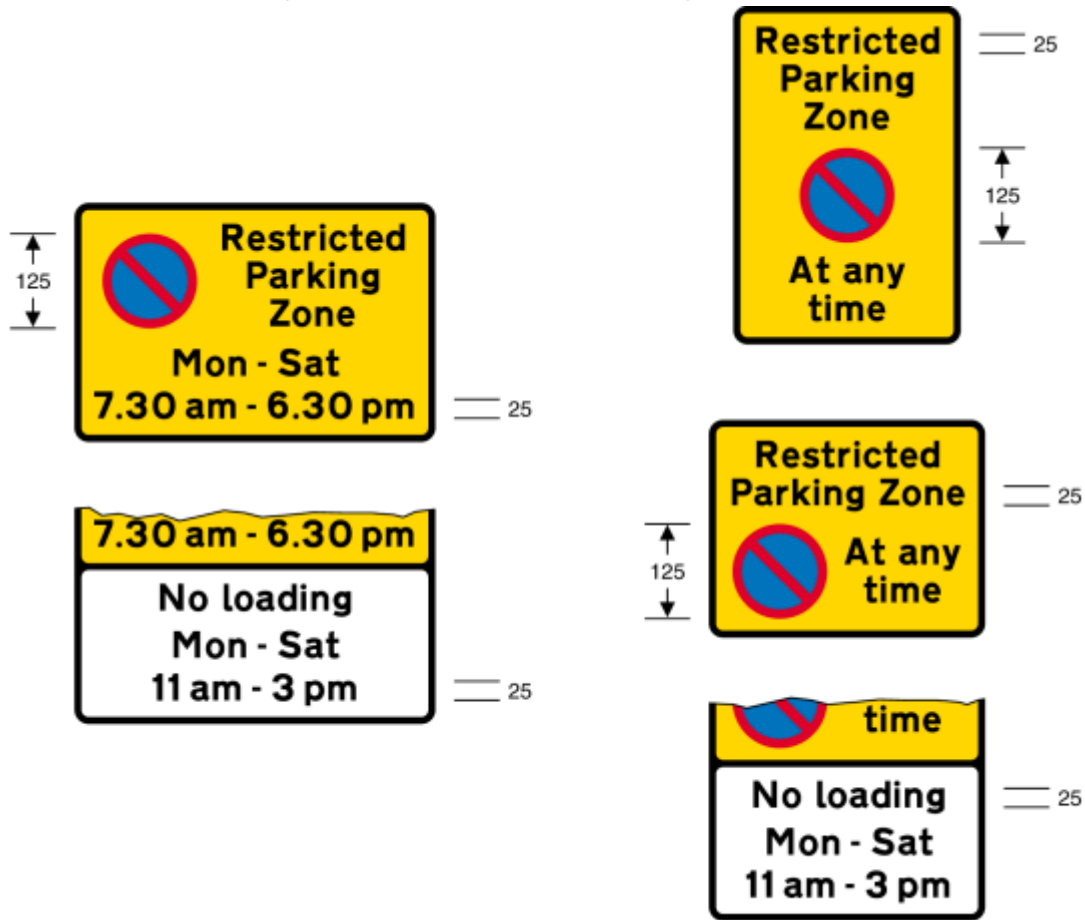 Restricted
Parking
Zone
25
125
At any
time
125
Restricted
Parking
Zone
Mon - Sat
7.30 am - 6.30 pm
25
7.30 am - 6.30 pm
No loading
Mon - Sat
11 am - 3 pm
25
Restricted
Parking Zone
25
125
At any
time
time
No loading
Mon - Sat
11 am - 3 pm
25